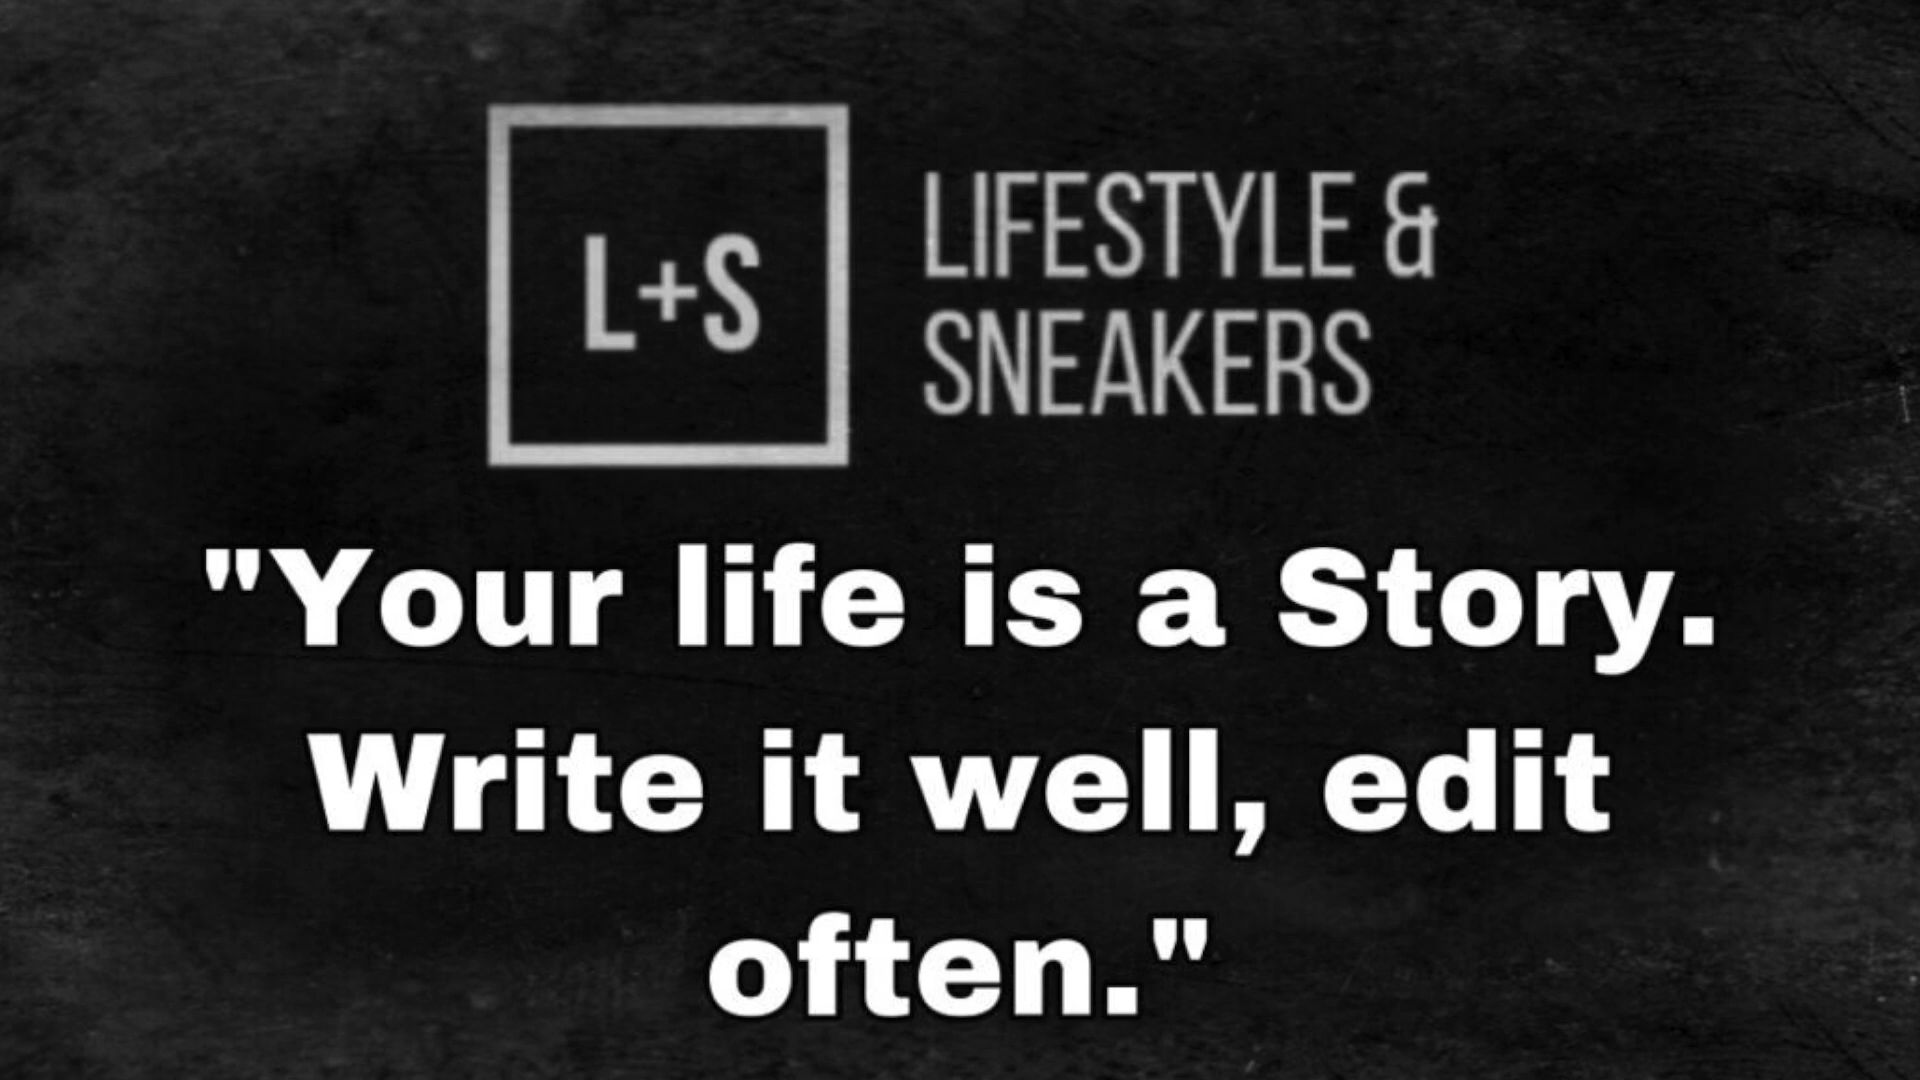 L+S
LIFESTYLE &
SNEAKERS
"Your life is a Story.
Write it well, edit
often."